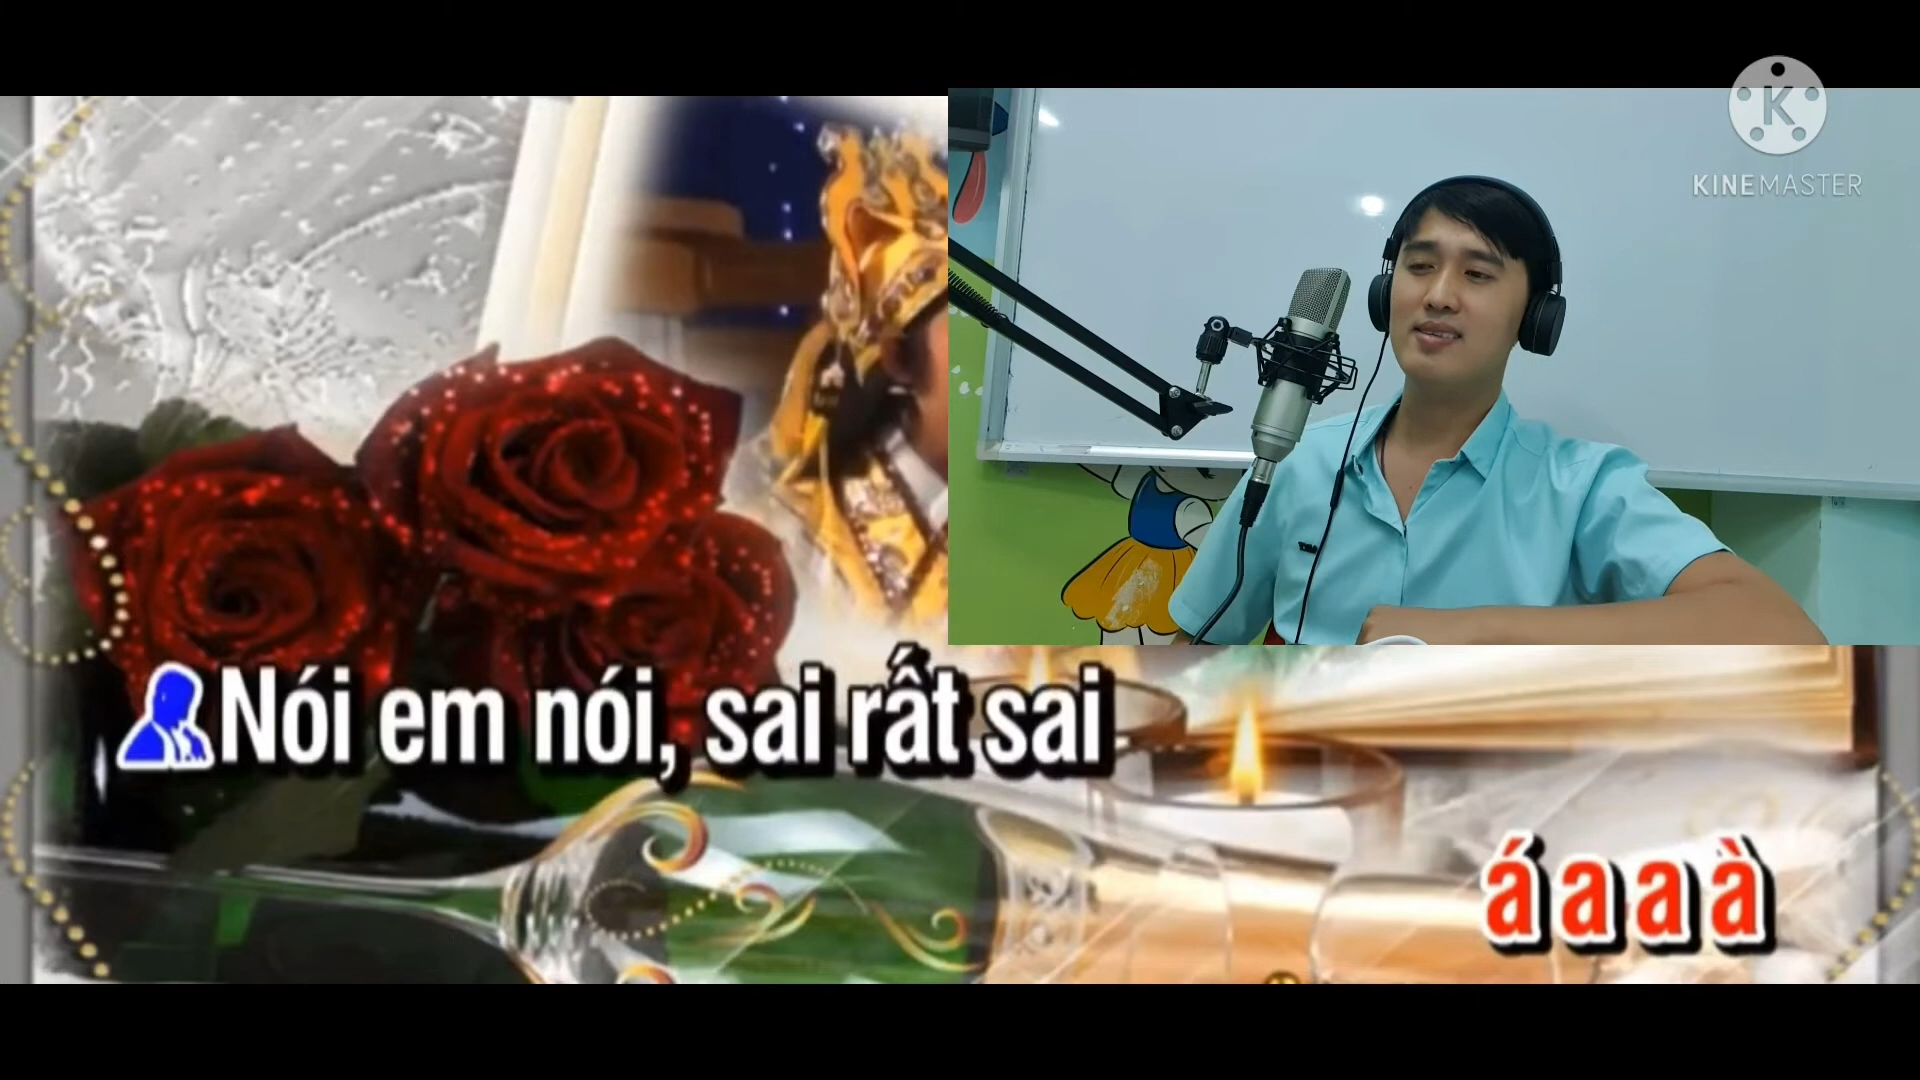 KINEMASTER
Nói em nói, sai rất sai
á a a à